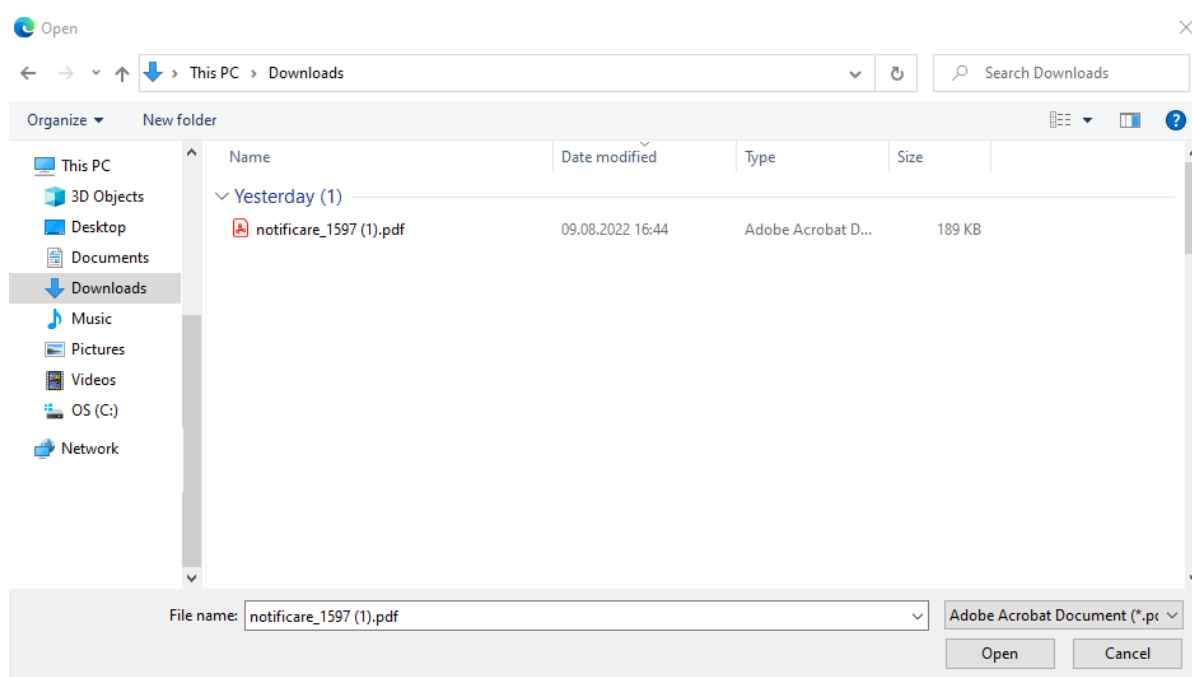 Open
This PC > Downloads
Search Downloads
Organize
New folder
?
Name
Date modified
Type
Size
This PC
3D Objects
Desktop
Documents
Downloads
Music
Pictures
Videos
OS (C:)
Network
Yesterday (1)
notificare_1597 (1).pdf
09.08.2022 16:44
Adobe Acrobat D...
189 KB
File name:
notificare_1597 (1).pdf
Adobe Acrobat Document (*.pc
Open
Cancel